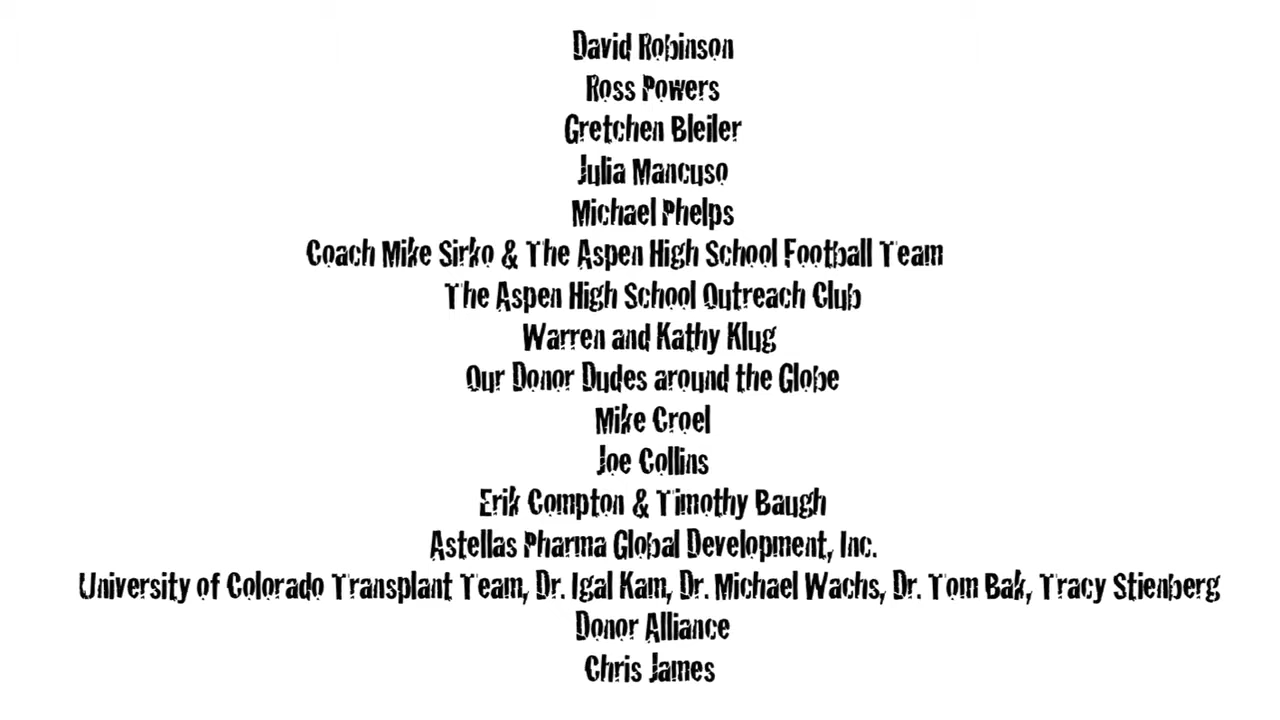 David Robinson
Ross Powers
Gretchen Bleiler
Julia Mancuso
Michael Phelps
Coach Mike Sirko & The Aspen High School Football Team
The Aspen High School Outreach Club
Warren and Kathy Klug
Our Donor Dudes around the Globe
Mike Croel
Joe Collins
Erik Compton & Timothy Baugh
Astellas Pharma Global Development, Inc.
University of Colorado Transplant Team, Dr. Igal Kam, Dr. Michael Wachs, Dr. Tom Bak, Tracy Stienberg
Donor Alliance
Chris James